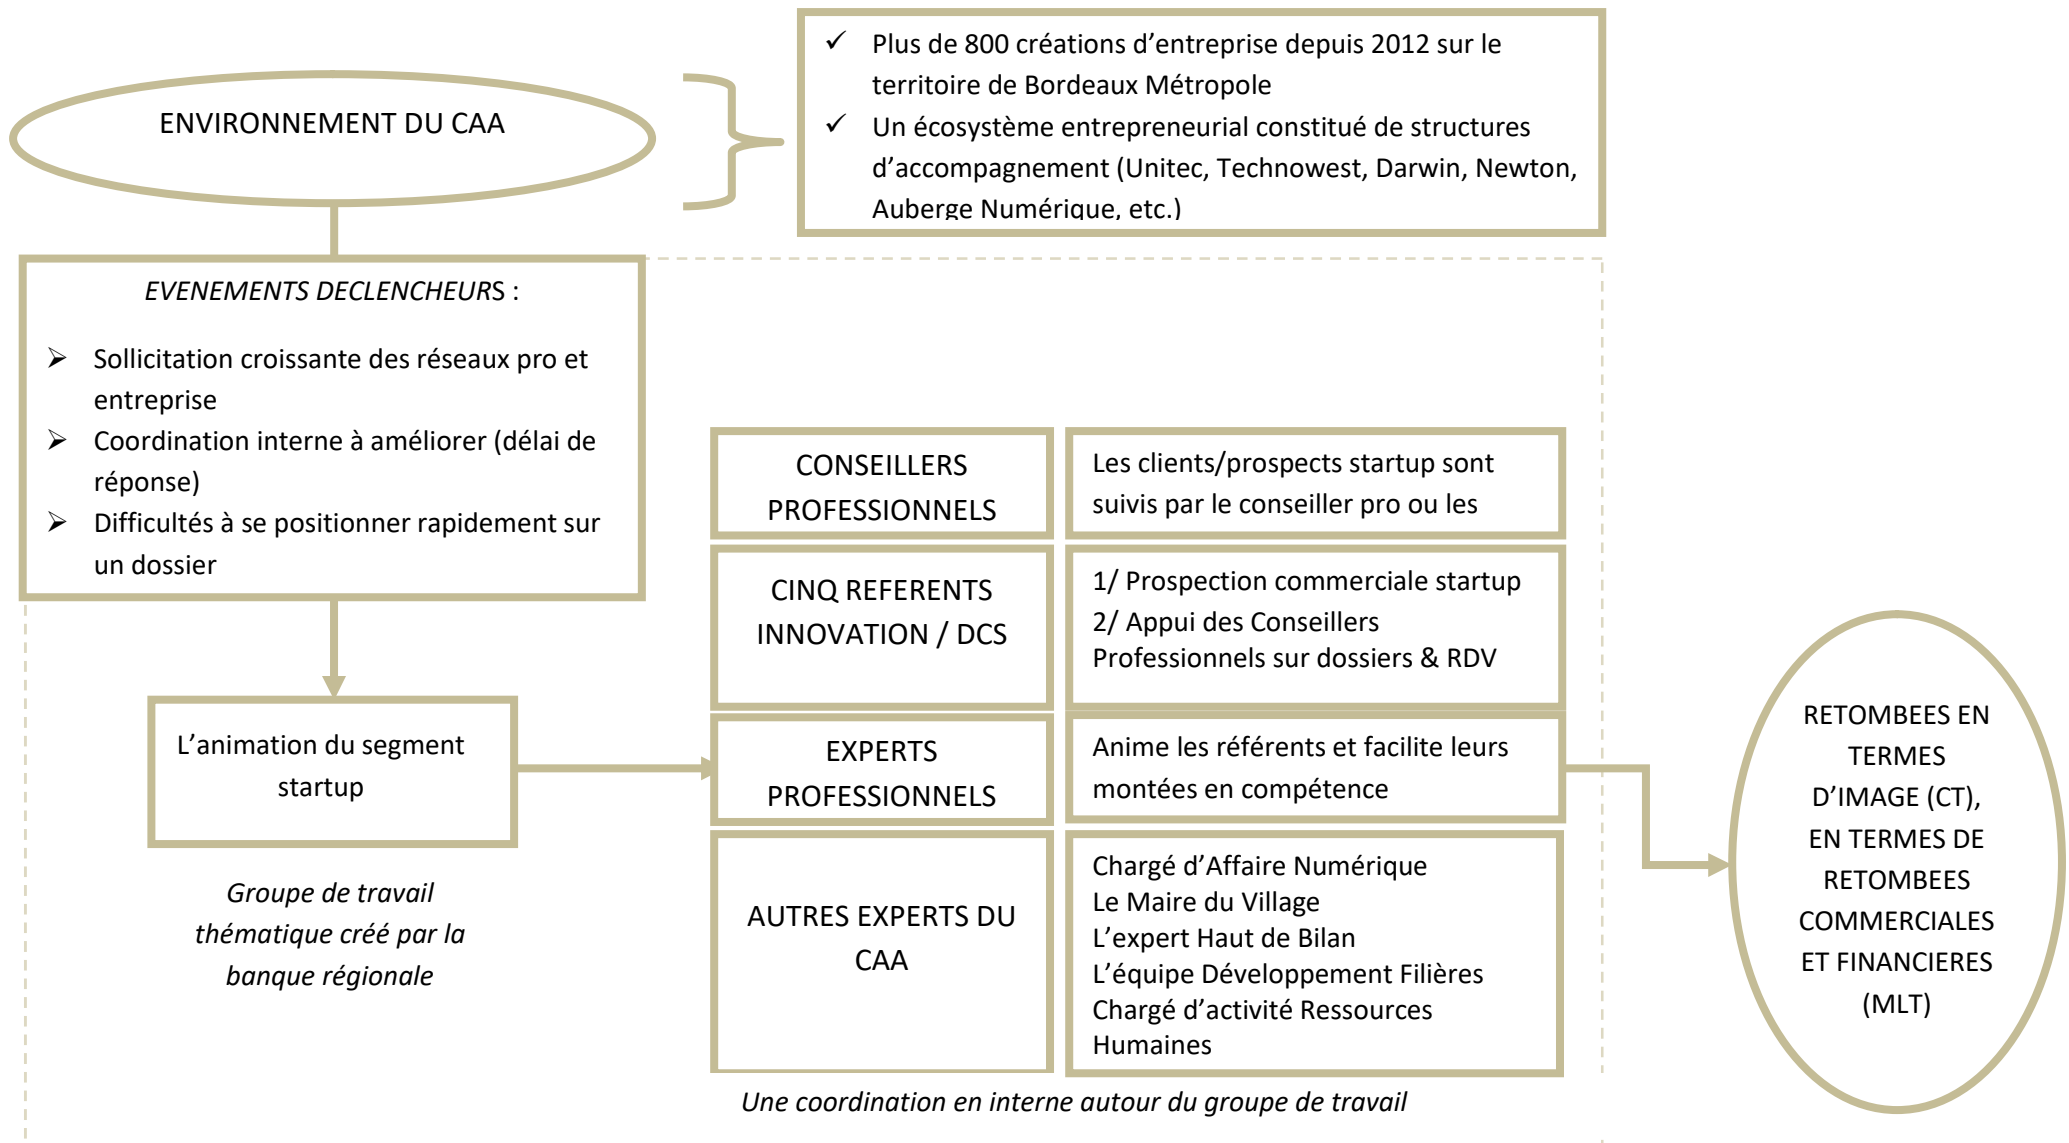 ENVIRONNEMENT DU CAA
✓ Plus de 800 créations d’entreprise depuis 2012 sur le
territoire de Bordeaux Métropole
✓ Un écosystème entrepreneurial constitué de structures
d’accompagnement (Unitec, Technowest, Darwin, Newton,
Auberge Numérique, etc.)
EVENEMENTS DECLENCHEURS :
➢ Sollicitation croissante des réseaux pro et
entreprise
➢ Coordination interne à améliorer (délai de
réponse)
➢ Difficultés à se positionner rapidement sur
un dossier
L’animation du segment
startup
Groupe de travail
thématique créé par la
banque régionale
CONSEILLERS
PROFESSIONNELS
Les clients/prospects startup sont
suivis par le conseiller pro ou les
CINQ REFERENTS
INNOVATION / DCS
1/ Prospection commerciale startup
2/ Appui des Conseillers
Professionnels sur dossiers & RDV
EXPERTS
PROFESSIONNELS
Anime les référents et facilite leurs
montées en compétence
AUTRES EXPERTS DU
CAA
Chargé d’Affaire Numérique
Le Maire du Village
L’expert Haut de Bilan
L’équipe Développement Filières
Chargé d’activité Ressources
Humaines
Une coordination en interne autour du groupe de travail
RETOMBEES EN
TERMES
D’IMAGE (CT),
EN TERMES DE
RETOMBEES
COMMERCIALES
ET FINANCIERES
(MLT)